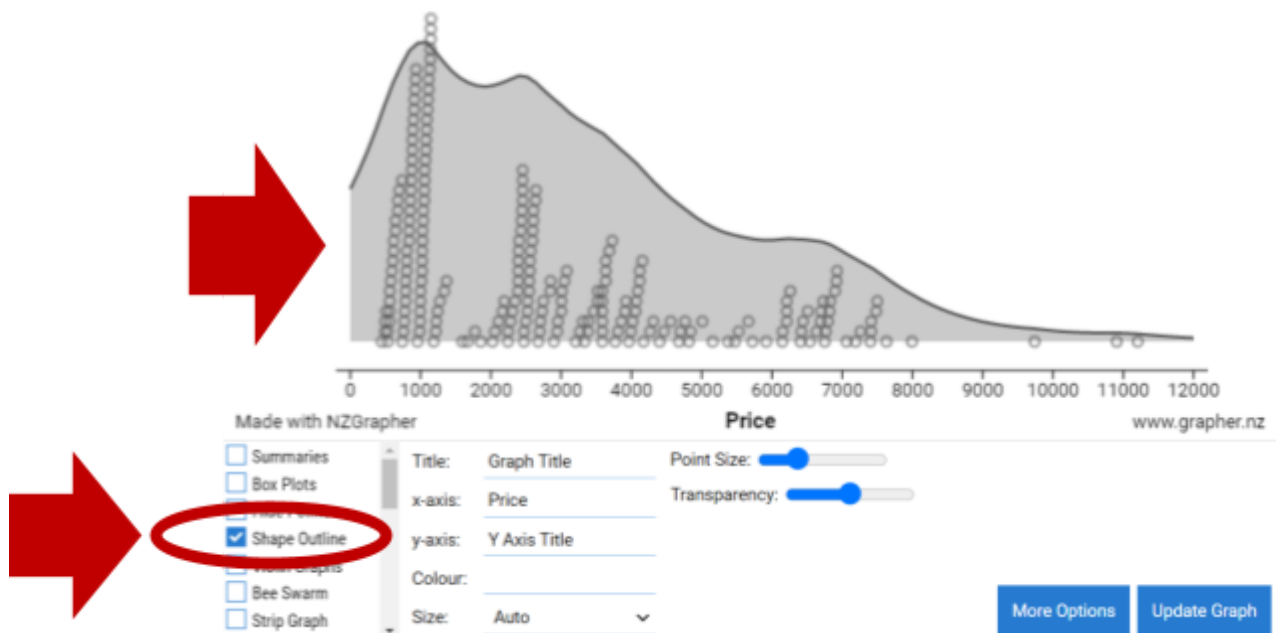 0 1000 2000 3000 4000 5000 6000 7000 8000 9000 10000 11000 12000
Made with NZGrapher Price www.grapher.nz
Summaries
Box Plots
Shape Outline
Bee Swarm
Strip Graph
Title: Graph Title
x-axis: Price
y-axis: Y Axis Title
Colour:
Size: Auto
Point Size:
Transparency:
More Options Update Graph